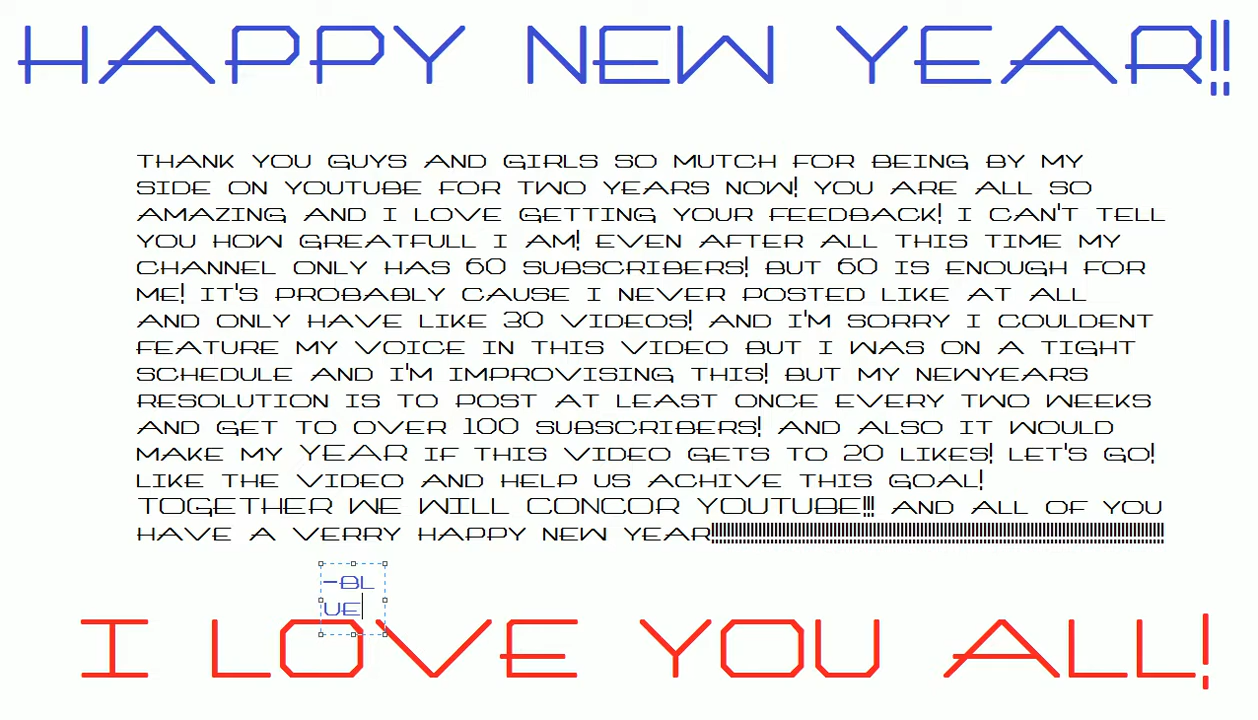 HAPPY NEW YEAR!!
THANK YOU GUYS AND GIRLS SO MUTCH FOR BEING BY MY
SIDE ON YOUTUBE FOR TWO YEARS NOW! YOU ARE ALL SO
AMAZING AND I LOVE GETTING YOUR FEEDBACK! I CAN'T TELL
YOU HOW GREATFULL I AM! EVEN AFTER ALL THIS TIME MY
CHANNEL ONLY HAS 60 SUBSCRIBERS! BUT 60 IS ENOUGH FOR
ME! IT'S PROBABLY CAUSE I NEVER POSTED LIKE AT ALL
AND ONLY HAVE LIKE 30 VIDEOS! AND I'M SORRY I COULDENT
FEATURE MY VOICE IN THIS VIDEO BUT I WAS ON A TIGHT
SCHEDULE AND I'M IMPROVISING THIS! BUT MY NEWYEARS
RESOLUTION IS TO POST AT LEAST ONCE EVERY TWO WEEKS
AND GET TO OVER 100 SUBSCRIBERS! AND ALSO IT WOULD
MAKE MY YEAR IF THIS VIDEO GETS TO 20 LIKES! LET'S GO!
LIKE THE VIDEO AND HELP US ACHIVE THIS GOAL!
TOGETHER WE WILL CONCOR YOUTUBE!!! AND ALL OF YOU
HAVE A VERRY HAPPY NEW YEAR!!!!!!!!!!!!!!!!!!!!!!!!!!!!!!!!!!!!!!!!!!!!!!!!!!!!!!!!!!!!!!!!!!!!!!!!!!!!!!!!!!!!!!!!!!
-BL
UE
I LOVE YOU ALL!